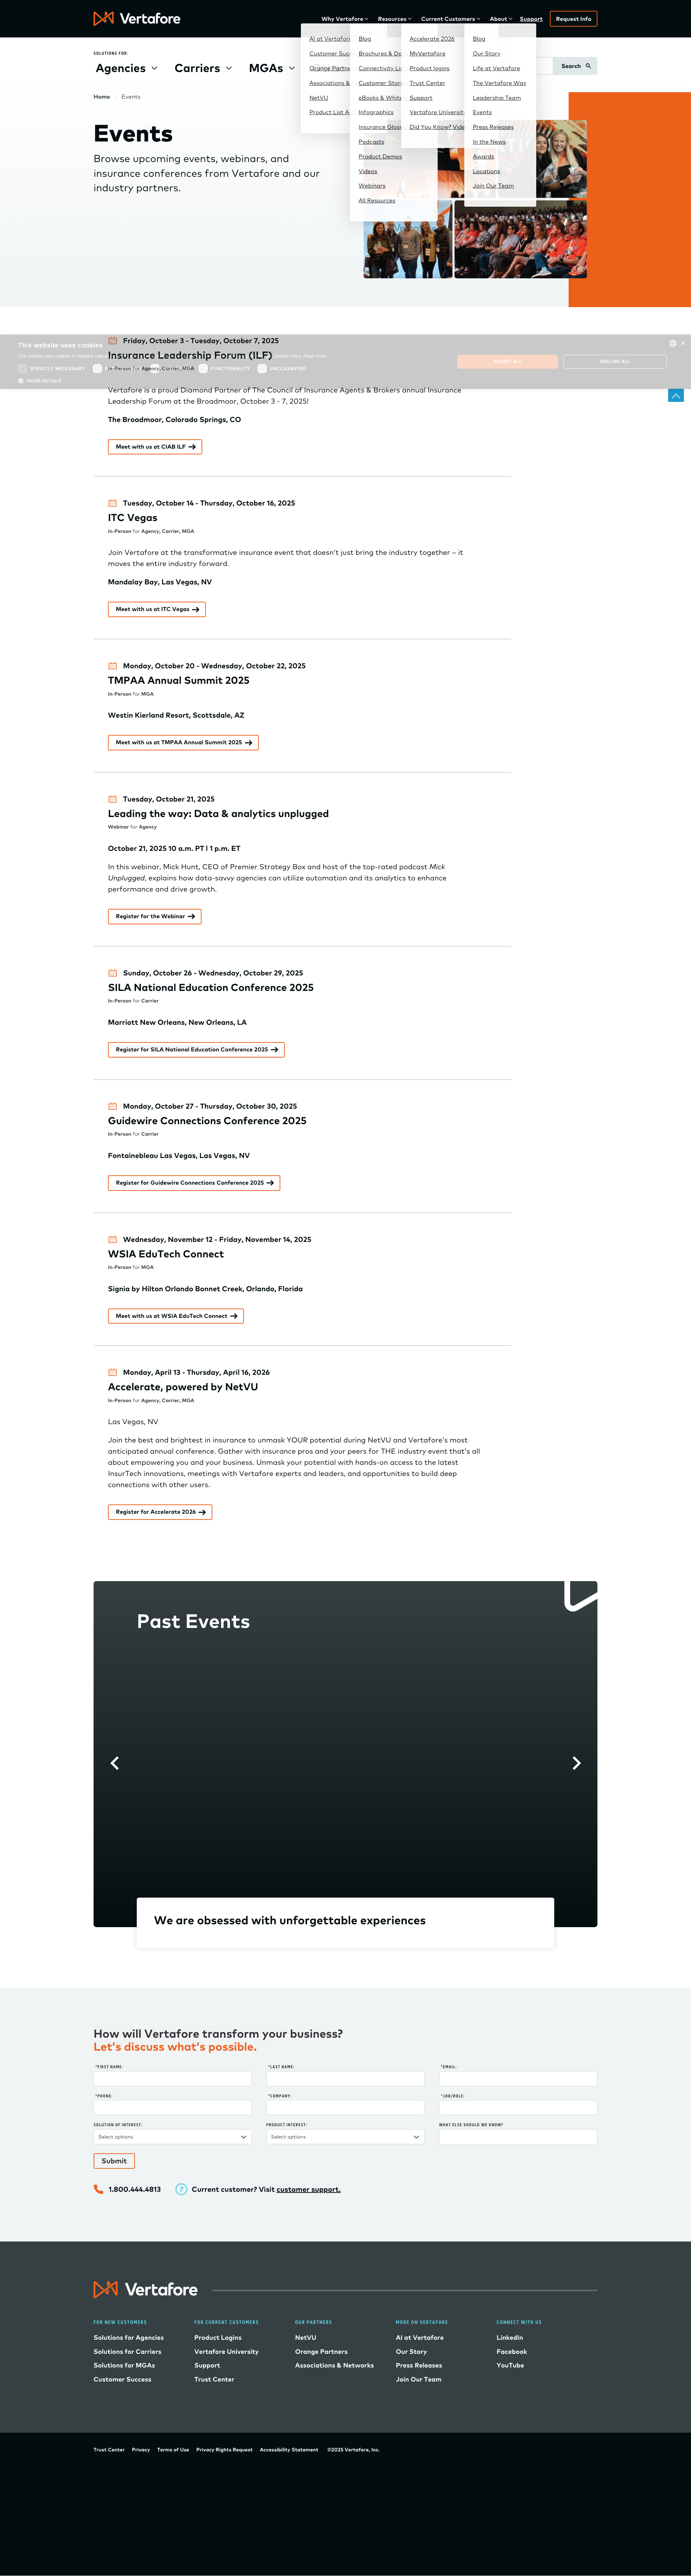 Vertafore
Why Vertafore
Resources
Current Customers
About
Support
Request Info
SOLUTIONS FOR:
Agencies
Carriers
MGAs
Search
AI at Vertafore
Customer Suc
Orange Partne
Associations &
NetVU
Product List A
Blog
Brochures & Da
Connectivity Li
Customer Stor
eBooks & White
Infographics
Insurance Gloss
Podcasts
Product Demos
Videos
Webinars
All Resources
Accelerate 2026
MyVertafore
Product logins
Trust Center
Support
Vertafore University
Did You Know? Vide
Blog
Our Story
Life at Vertafore
The Vertafore Way
Leadership Team
Events
Press Releases
In the News
Awards
Locations
Join Our Team
Home
Events
Events
Browse upcoming events, webinars, and
insurance conferences from Vertafore and our
industry partners.
Friday, October 3 - Tuesday, October 7, 2025
This website uses cookies
Insurance Leadership Forum (ILF)
Cookie Policy. Read more
In-Person for Agency, Carrier, MGA
STRICTLY NECESSARY
FUNCTIONALITY
UNCLASSIFIED
SHOW DETAILS
ACCEPT ALL
DECLINE ALL
Vertafore is a proud Diamond Partner of The Council of Insurance Agents & Brokers annual Insurance
Leadership Forum at the Broadmoor, October 3 - 7, 2025!
The Broadmoor, Colorado Springs, CO
Meet with us at CIAB ILF
Tuesday, October 14 - Thursday, October 16, 2025
ITC Vegas
In-Person for Agency, Carrier, MGA
Join Vertafore at the transformative insurance event that doesn't just bring the industry together – it
moves the entire industry forward.
Mandalay Bay, Las Vegas, NV
Meet with us at ITC Vegas
Monday, October 20 - Wednesday, October 22, 2025
TMPAA Annual Summit 2025
In-Person for MGA
Westin Kierland Resort, Scottsdale, AZ
Meet with us at TMPAA Annual Summit 2025
Tuesday, October 21, 2025
Leading the way: Data & analytics unplugged
Webinar for Agency
October 21, 2025 10 a.m. PT l 1 p.m. ET
In this webinar, Mick Hunt, CEO of Premier Strategy Box and host of the top-rated podcast Mick
Unplugged, explains how data-savvy agencies can utilize automation and its analytics to enhance
performance and drive growth.
Register for the Webinar
Sunday, October 26 - Wednesday, October 29, 2025
SILA National Education Conference 2025
In-Person for Carrier
Marriott New Orleans, New Orleans, LA
Register for SILA National Education Conference 2025
Monday, October 27 - Thursday, October 30, 2025
Guidewire Connections Conference 2025
In-Person for Carrier
Fontainebleau Las Vegas, Las Vegas, NV
Register for Guidewire Connections Conference 2025
Wednesday, November 12 - Friday, November 14, 2025
WSIA EduTech Connect
In-Person for MGA
Signia by Hilton Orlando Bonnet Creek, Orlando, Florida
Meet with us at WSIA EduTech Connect
Monday, April 13 - Thursday, April 16, 2026
Accelerate, powered by NetVU
In-Person for Agency, Carrier, MGA
Las Vegas, NV
Join the best and brightest in insurance to unmask YOUR potential during NetVU and Vertafore's most
anticipated annual conference. Gather with insurance pros and your peers for THE industry event that's all
about empowering you and your business. Unmask your potential with hands-on access to the latest
InsurTech innovations, meetings with Vertafore experts and leaders, and opportunities to build deep
connections with other users.
Register for Accelerate 2026
Past Events
We are obsessed with unforgettable experiences
How will Vertafore transform your business?
Let's discuss what's possible.
*FIRST NAME:
*LAST NAME:
*EMAIL:
*PHONE:
*COMPANY:
*JOB/ROLE:
SOLUTION OF INTEREST:
PRODUCT INTEREST:
WHAT ELSE SHOULD WE KNOW?
Select options
Select options
Submit
1.800.444.4813
Current customer? Visit customer support.
Vertafore
FOR NEW CUSTOMERS
Solutions for Agencies
Solutions for Carriers
Solutions for MGAs
Customer Success
FOR CURRENT CUSTOMERS
Product Logins
Vertafore University
Support
Trust Center
OUR PARTNERS
NetVU
Orange Partners
Associations & Networks
MORE ON VERTAFORE
AI at Vertafore
Our Story
Press Releases
Join Our Team
CONNECT WITH US
LinkedIn
Facebook
YouTube
Trust Center
Privacy
Terms of Use
Privacy Rights Request
Accessibility Statement
©2025 Vertafore, Inc.